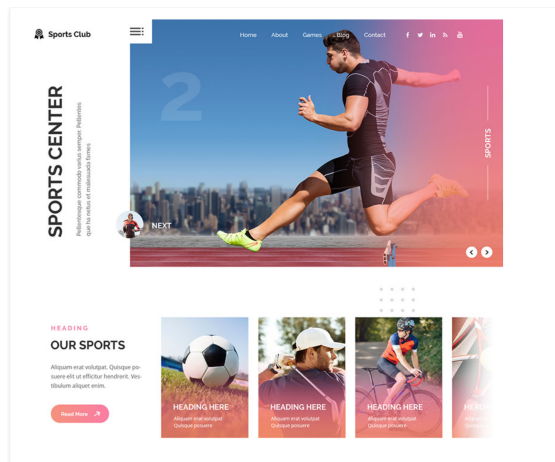 Sports Club
Home About Games Blog Contact
2
SPORTS CENTER
Pellentesque commodo varius semper. Pellentes
que ha netus et malesuada fames
SPORTS
NEXT
HEADING
OUR SPORTS
Aliquam erat volutpat. Quisque po-
suere elit ut efficitur hendrerit. Ves-
tibulum aliquet enim.
Read More
HEADING HERE
Aliquam erat volutpat
Quisque posuere
HEADING HERE
Aliquam erat volutpat
Quisque posuere
HEADING HERE
Aliquam erat volutpat
Quisque posuere